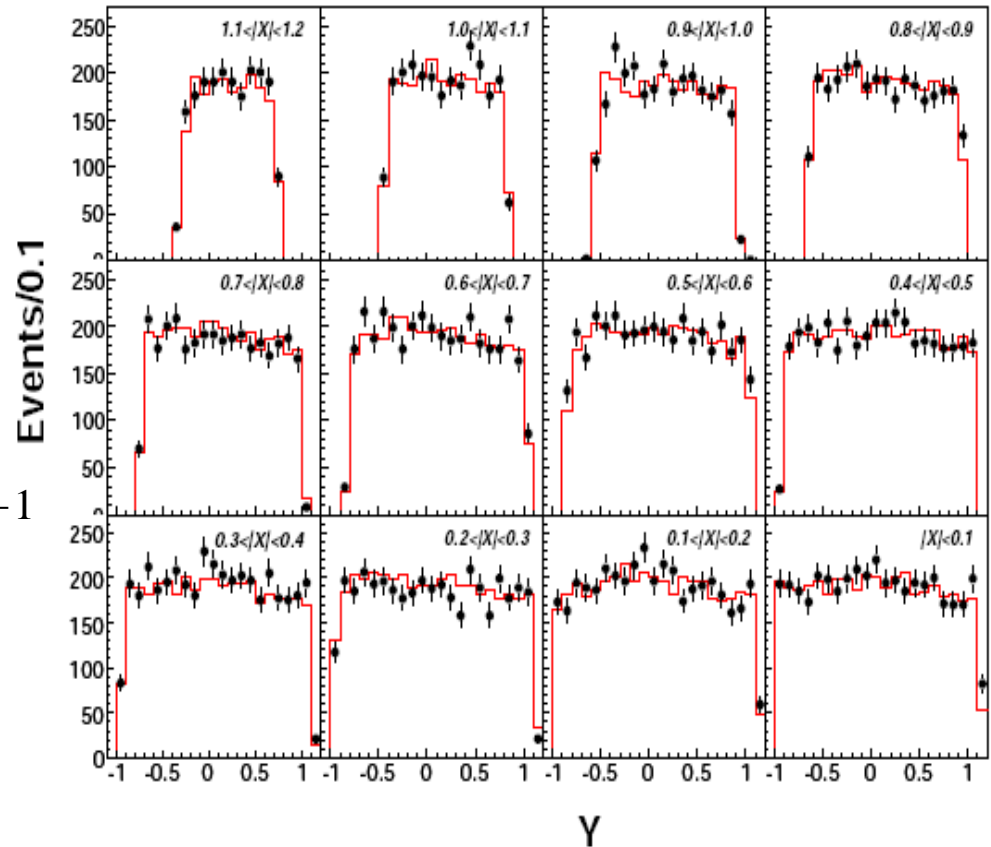 Events/0.1
250
200
150
100
50
0
1.1<|X|<1.2
1.0<|X|<1.1
0.9<|X|<1.0
0.8<|X|<0.9
250
200
150
100
50
0
0.7<|X|<0.8
0.6<|X|<0.7
0.5<|X|<0.6
0.4<|X|<0.5
-1
250
200
150
100
50
0
0.3<|X|<0.4
0.2<|X|<0.3
0.1<|X|<0.2
|X|<0.1
-1 -0.5 0 0.5 1 -1 -0.5 0 0.5 1 -1 -0.5 0 0.5 1 -1 -0.5 0 0.5 1
Y